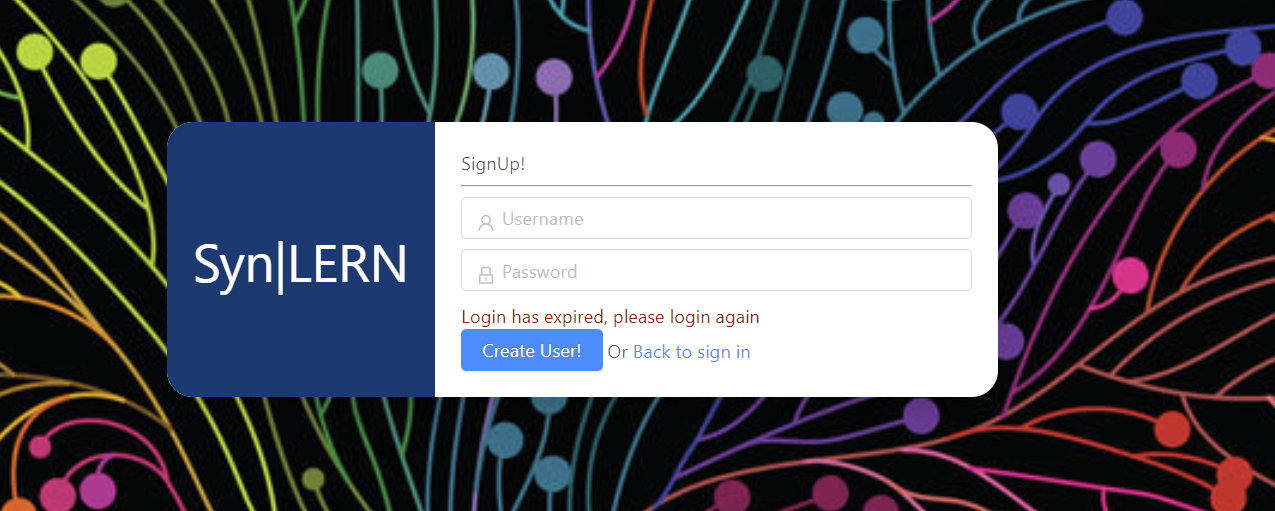 Syn|LERN
SignUp!
Username
Password
Login has expired, please login again
Create User! Or Back to sign in